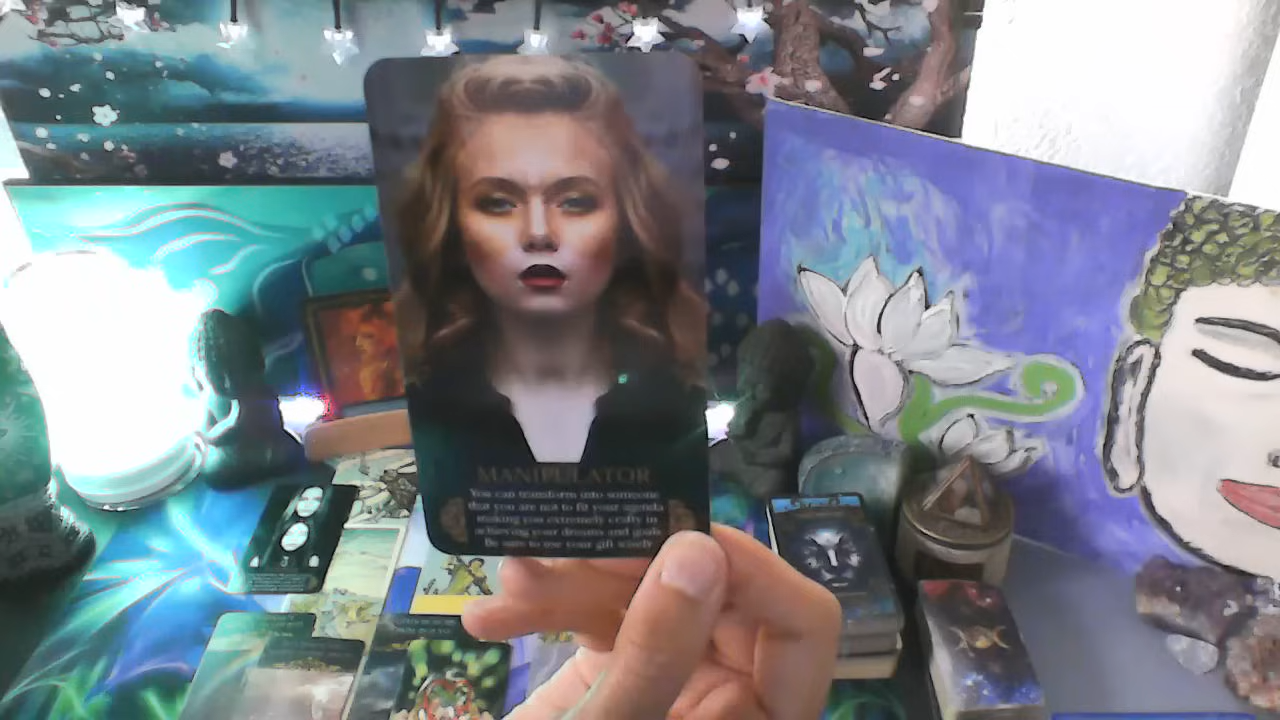 MANIPULATOR
You can transform into someone
that you are not to fit your agenda
making you extremely crafty in
achieving your dreams and goals
Be sure to use your gift wisely